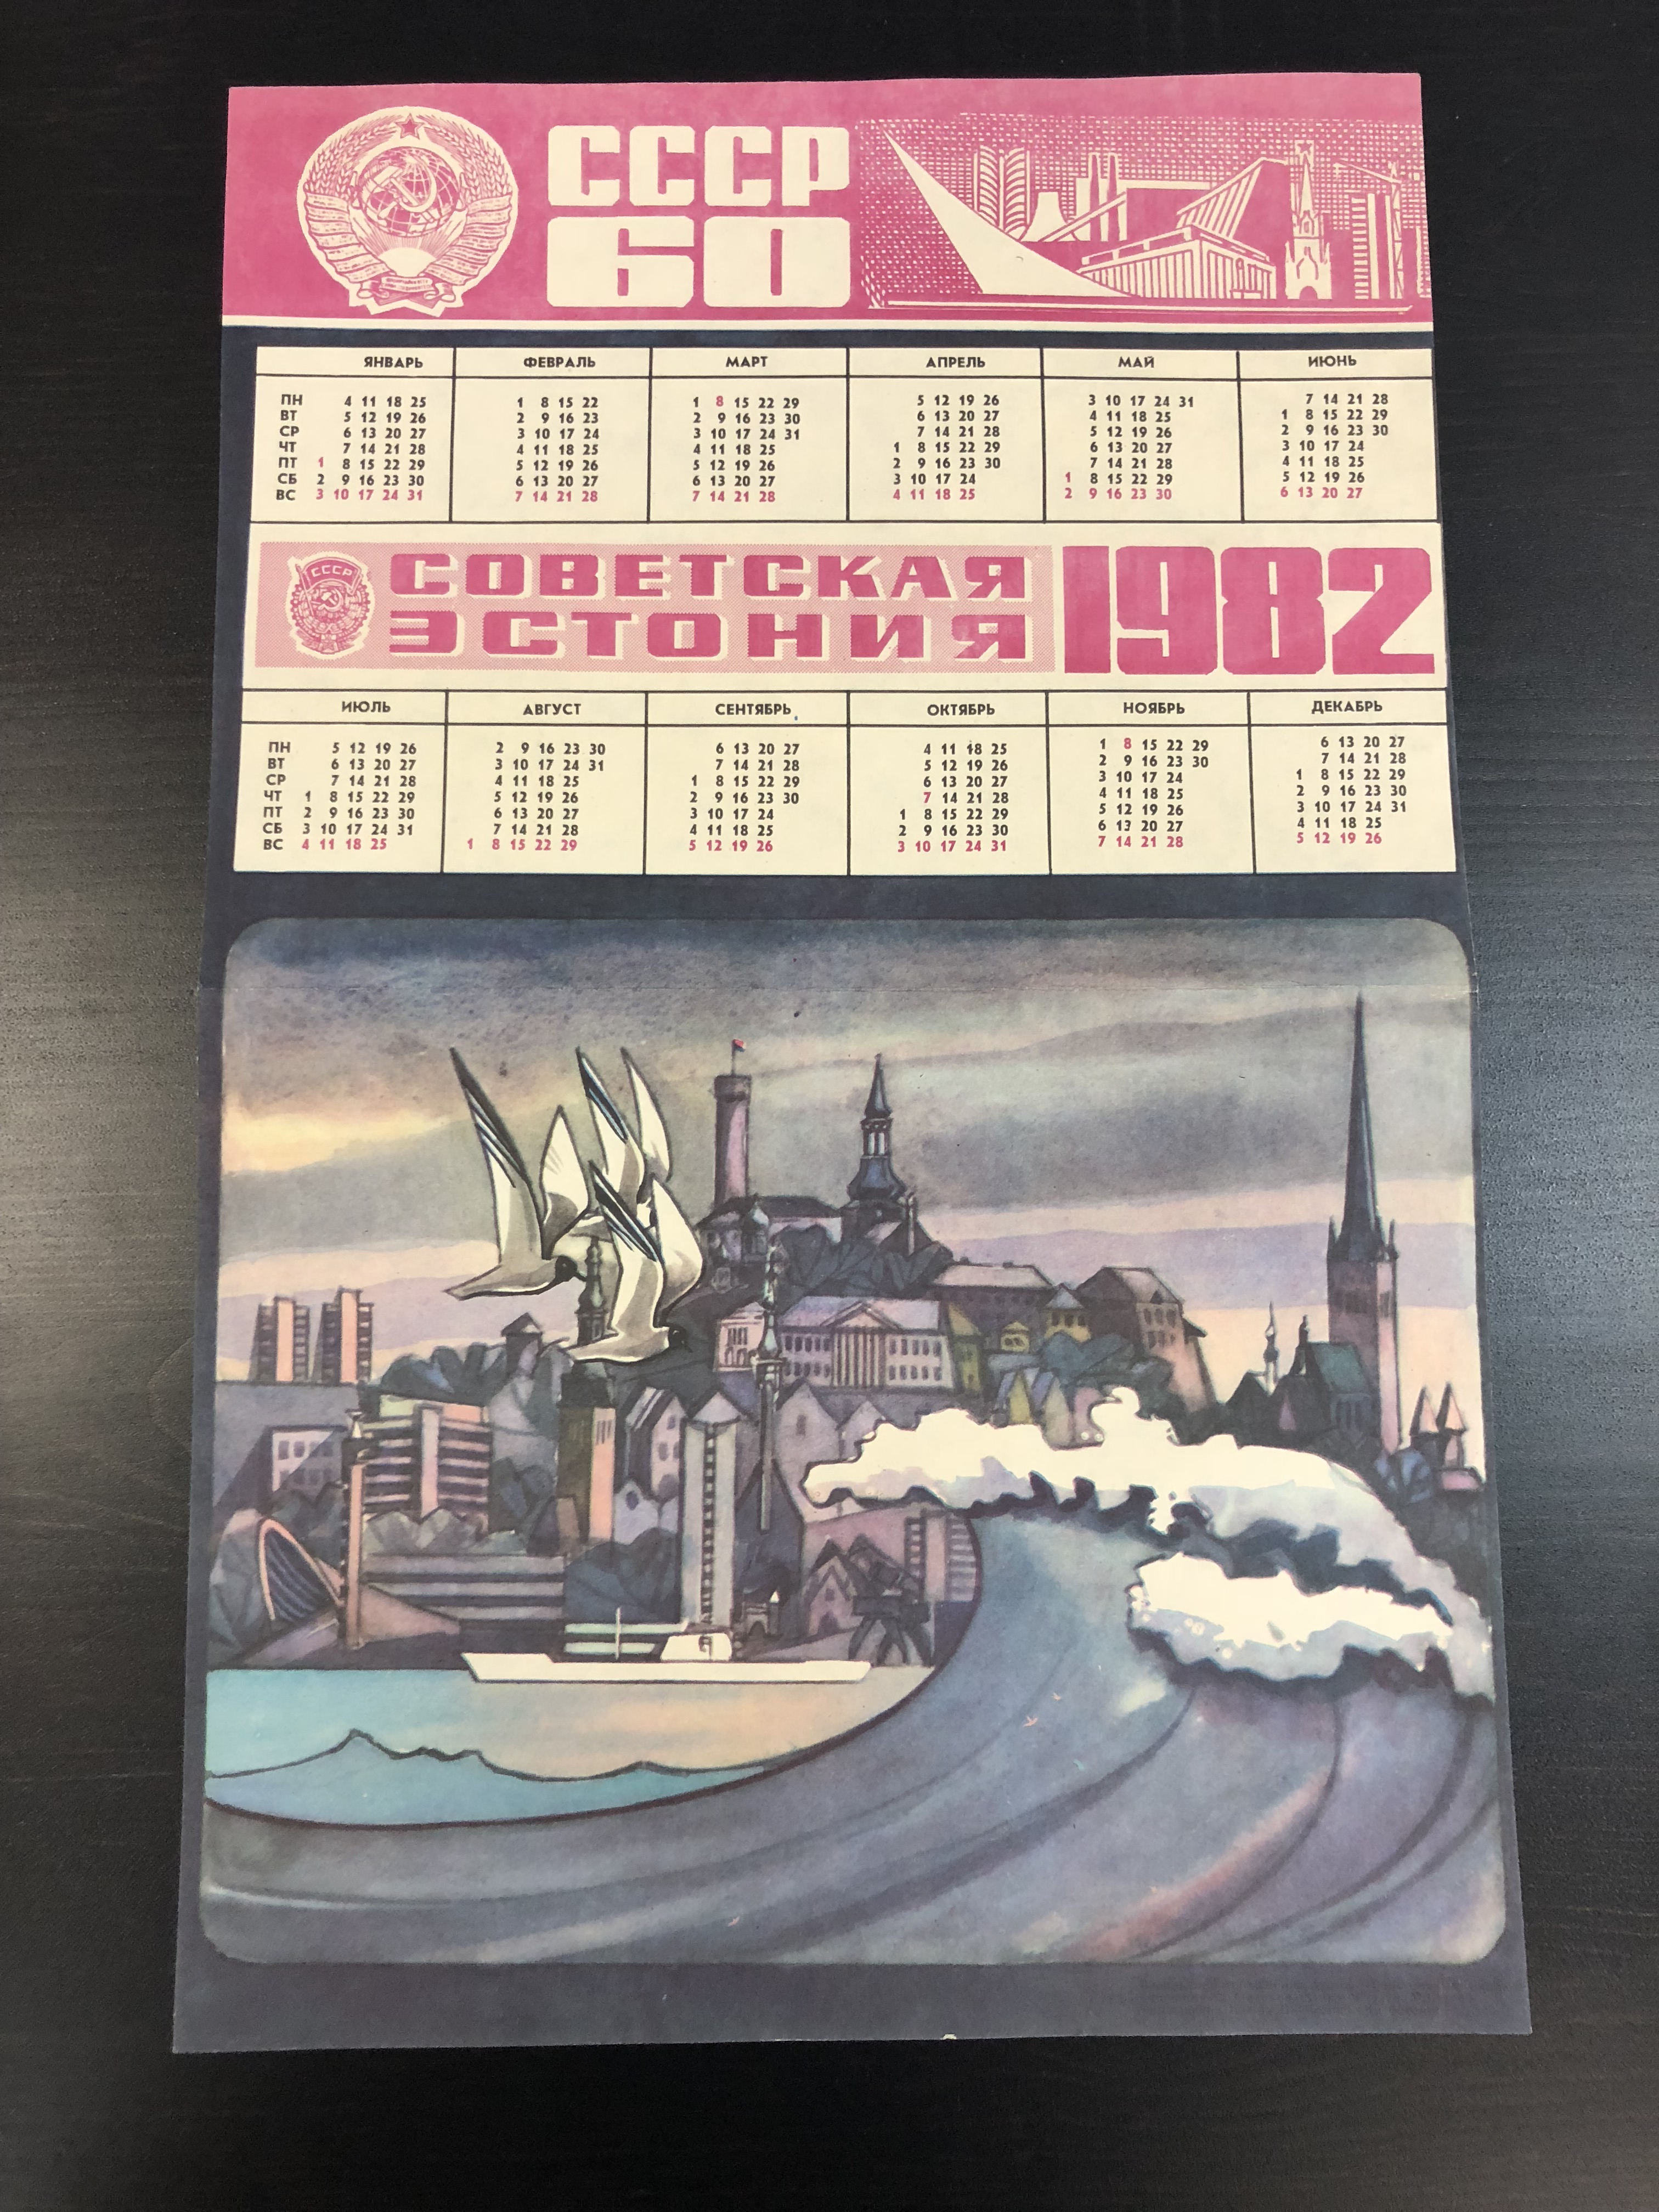 СССР
60
ЯНВАРЬ ФЕВРАЛЬ МАРТ АПРЕЛЬ МАЙ ИЮНЬ
ПН 4 11 18 25 1 8 15 22 1 8 15 22 29 5 12 19 26 3 10 17 24 31 7 14 21 28
ВТ 5 12 19 26 2 9 16 23 2 9 16 23 30 6 13 20 27 4 11 18 25 1 8 15 22 29
СР 6 13 20 27 3 10 17 24 3 10 17 24 31 7 14 21 28 5 12 19 26 2 9 16 23 30
ЧТ 7 14 21 28 4 11 18 25 4 11 18 25 1 8 15 22 29 6 13 20 27 3 10 17 24
ПТ 1 8 15 22 29 5 12 19 26 5 12 19 26 2 9 16 23 30 7 14 21 28 4 11 18 25
СБ 2 9 16 23 30 6 13 20 27 6 13 20 27 3 10 17 24 1 8 15 22 29 5 12 19 26
ВС 3 10 17 24 31 7 14 21 28 7 14 21 28 4 11 18 25 2 9 16 23 30 6 13 20 27
СССР
СОВЕТСКАЯ
ЭСТОНИЯ
1982
ИЮЛЬ АВГУСТ СЕНТЯБРЬ ОКТЯБРЬ НОЯБРЬ ДЕКАБРЬ
ПН 5 12 19 26 2 9 16 23 30 6 13 20 27 4 11 18 25 1 8 15 22 29 6 13 20 27
ВТ 6 13 20 27 3 10 17 24 31 7 14 21 28 5 12 19 26 2 9 16 23 30 7 14 21 28
СР 7 14 21 28 4 11 18 25 1 8 15 22 29 6 13 20 27 3 10 17 24 1 8 15 22 29
ЧТ 1 8 15 22 29 5 12 19 26 2 9 16 23 30 7 14 21 28 4 11 18 25 2 9 16 23 30
ПТ 2 9 16 23 30 6 13 20 27 3 10 17 24 1 8 15 22 29 5 12 19 26 3 10 17 24 31
СБ 3 10 17 24 31 7 14 21 28 4 11 18 25 2 9 16 23 30 6 13 20 27 4 11 18 25
ВС 4 11 18 25 1 8 15 22 29 5 12 19 26 3 10 17 24 31 7 14 21 28 5 12 19 26